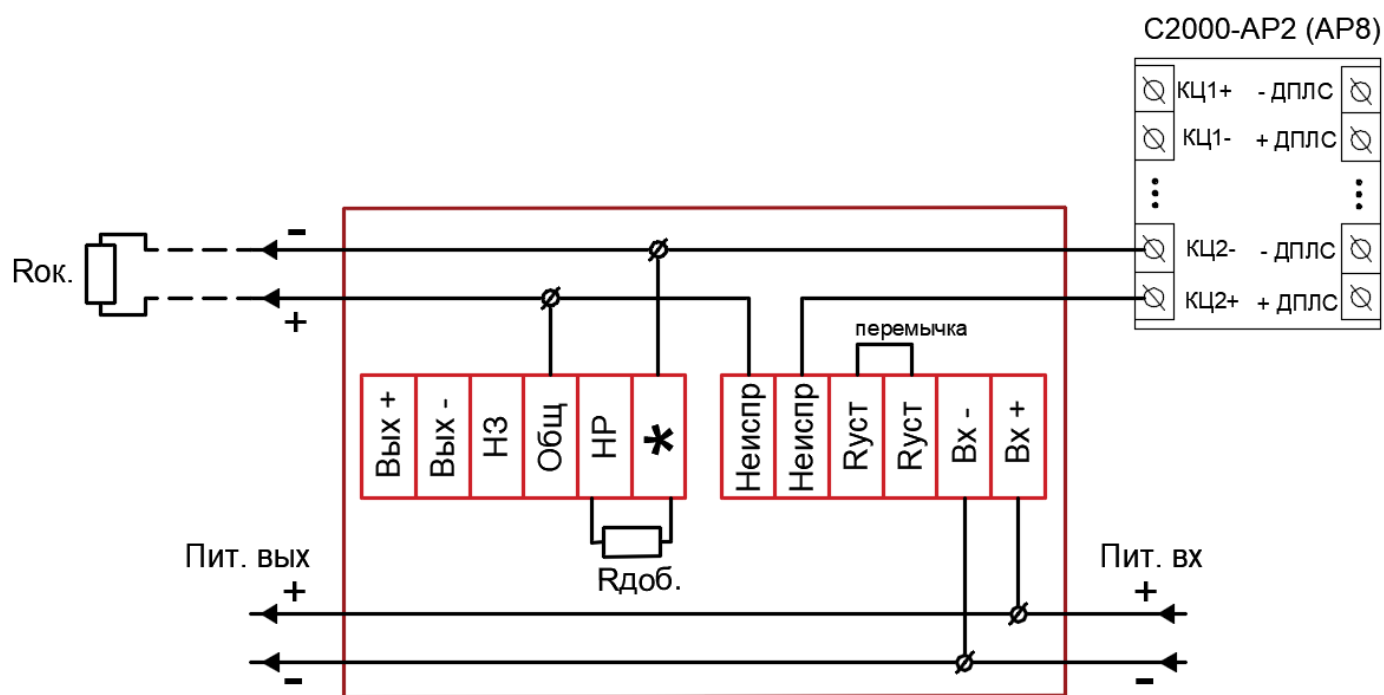 С2000-АР2 (АР8)
КЦ1+ - ДПЛС
КЦ1- + ДПЛС
КЦ2- - ДПЛС
КЦ2+ + ДПЛС
-
Rок.
+
перемычка
Вых +
Вых -
НЗ
Общ
НР
*
Неиспр
Неиспр
Rуст
Rуст
Вх -
Вх +
Rдоб.
Пит. вых
Пит. вх
+ +
- -